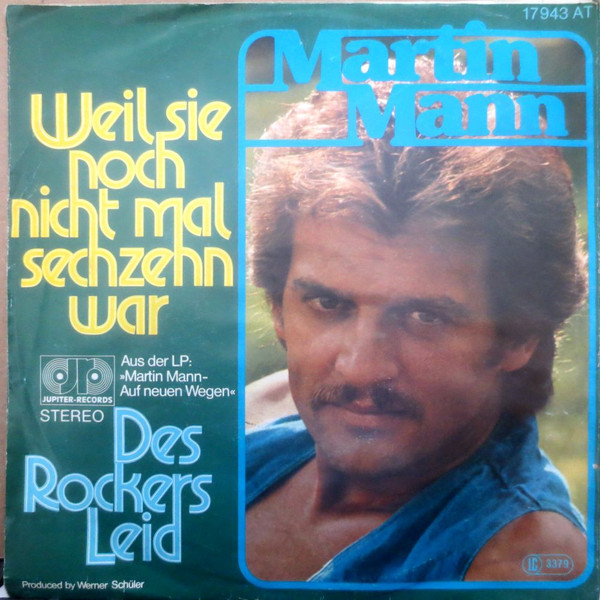 17943 AT
Martin
Mann
Weil sie
noch
nicht mal
sechzehn
war
JUPITER-RECORDS
STEREO
Aus der LP:
»Martin Mann-
Auf neuen Wegen«
Des
Rockers
Leid
LC 3379
Produced by Werner Schüler